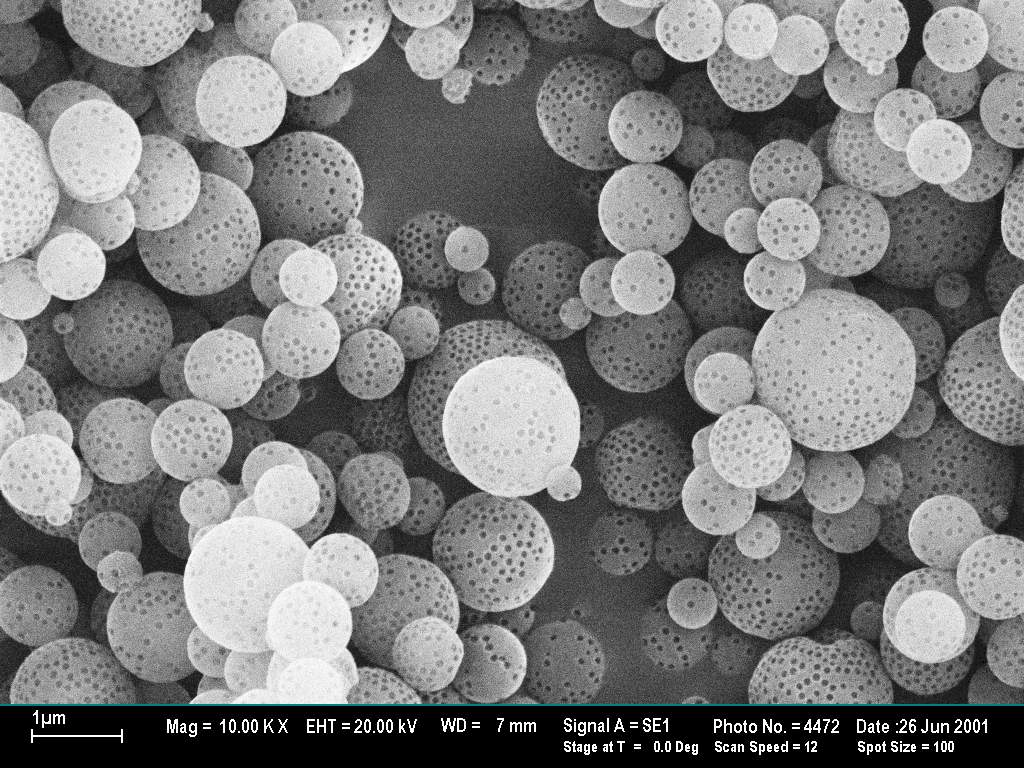 1µm
Mag = 10.00 K X EHT = 20.00 kV WD = 7 mm Signal A = SE1 Photo No. = 4472 Date :26 Jun 2001
Stage at T = 0.0 Deg Scan Speed = 12 Spot Size = 100